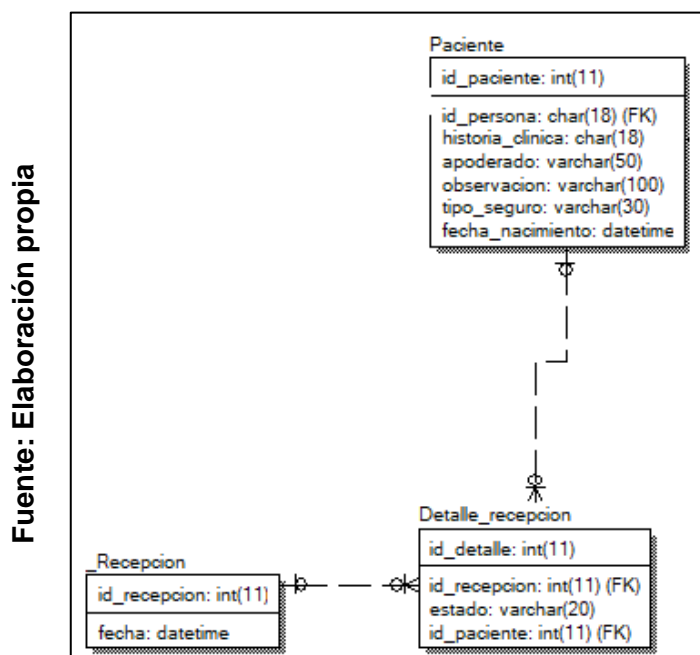 Fuente: Elaboración propia
Paciente
id_paciente: int(11)
id_persona: char(18) (FK)
historia_clinica: char(18)
apoderado: varchar(50)
observacion: varchar(100)
tipo_seguro: varchar(30)
fecha_nacimiento: datetime
Detalle_recepcion
id_detalle: int(11)
id_recepcion: int(11) (FK)
estado: varchar(20)
id_paciente: int(11) (FK)
_Recepcion
id_recepcion: int(11)
fecha: datetime